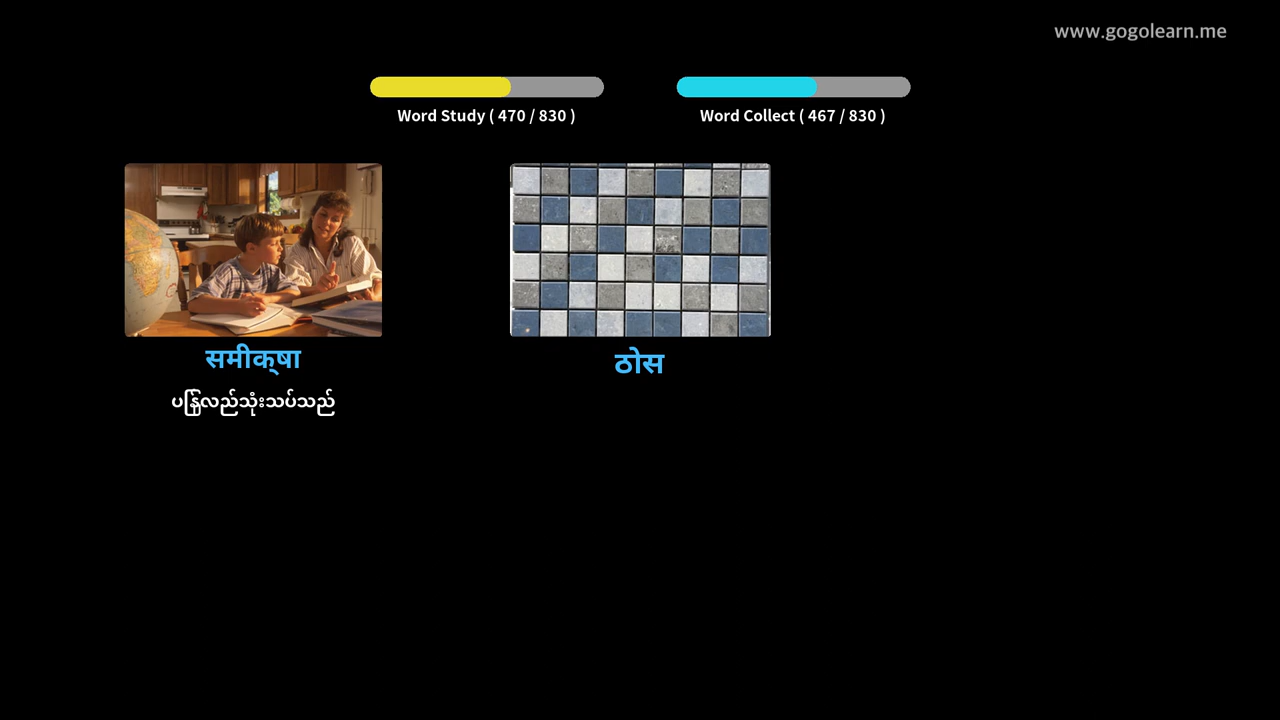 www.gogolearn.me
Word Study ( 470 / 830 )
Word Collect ( 467 / 830 )
समीक्षा
ठोस
ပြန်လည်သုံးသပ်သည်